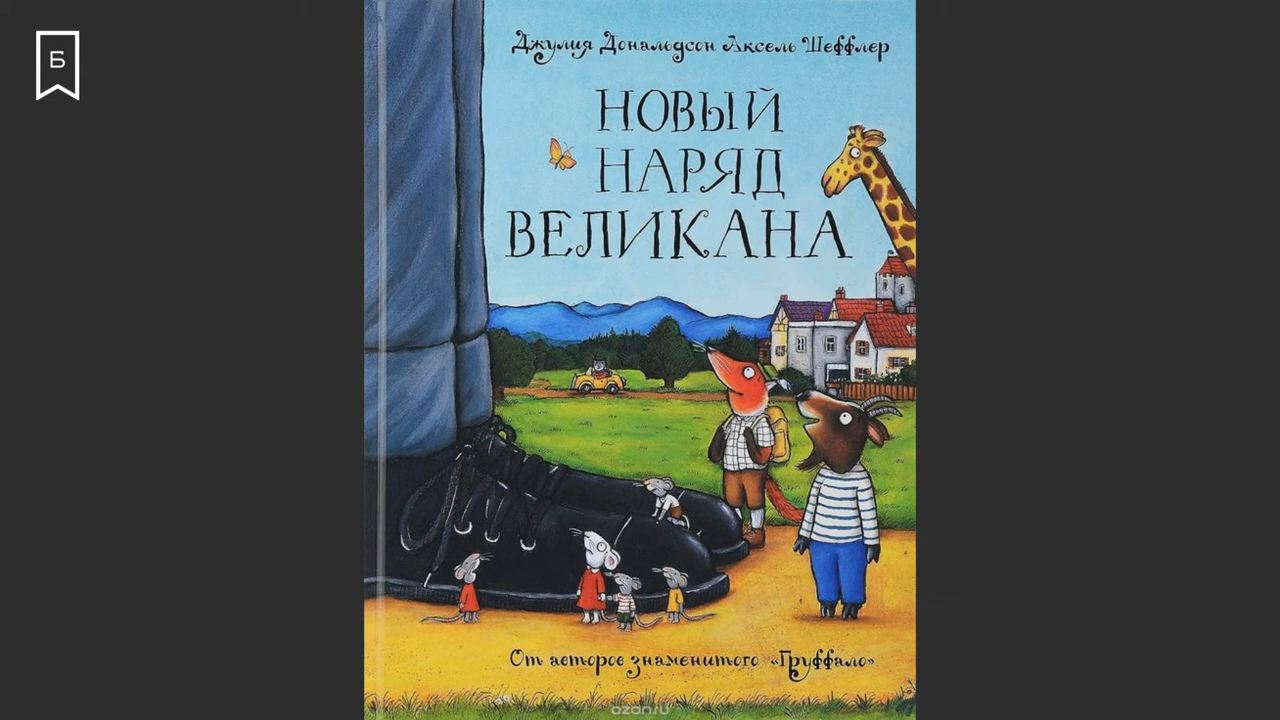 Б
Джулия Дональдсон Аксель Шеффлер
НОВЫЙ
НАРЯД
ВЕЛИКАНА
От авторов знаменитого «Груффало»
ozon.ru